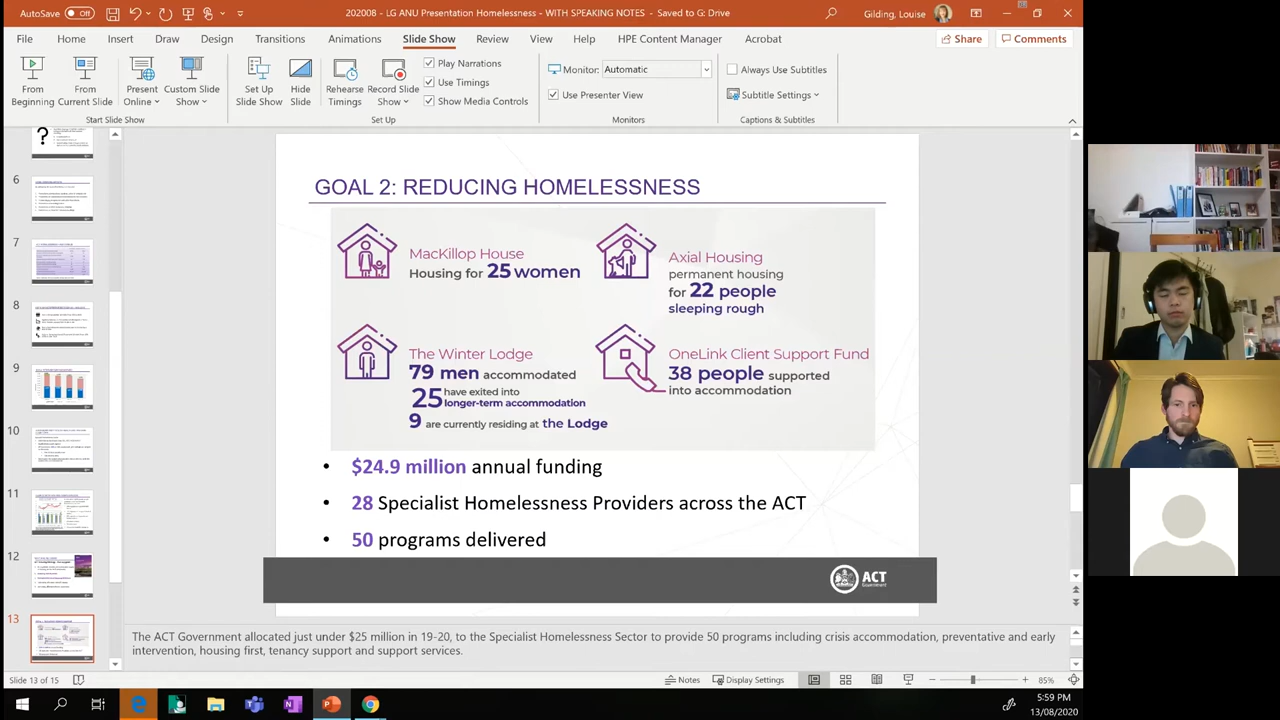 AutoSave Off
202008 - LG ANU Presentation Homelessness - WITH SPEAKING NOTES - Saved to G: Drive
Gilding, Louise
File Home Insert Draw Design Transitions Animations Slide Show Review View Help HPE Content Manager Acrobat
Share Comments
From Beginning
From Current Slide
Present Online
Custom Slide Show
Set Up Slide Show
Hide Slide
Rehearse Timings
Record Slide Show
Play Narrations
Use Timings
Show Media Controls
Monitor: Automatic
Use Presenter View
Always Use Subtitles
Subtitle Settings
Start Slide Show
Set Up
Monitors
Captions & Subtitles
6
7
8
9
10
11
12
13
GOAL 2: REDUCING HOMELESSNESS
MacKillop House
Housing for 25 women
Axial Housing
permanent housing
for 22 people
sleeping rough
The Winter Lodge
79 men accommodated
25 have exited into
longer-term accommodation
9 are currently residing at the Lodge
OneLink Client Support Fund
38 people supported
into accommodation
• $24.9 million annual funding
• 28 Specialist Homelessness Providers across the ACT
• 50 programs delivered
ACT
Government
The ACT Government allocated just under $25 million in 19-20, to the Specialist Homelessness Sector to provide 50 programs including crisis accommodation, preventative and early
intervention, housing first, tenancy support and support services.
Slide 13 of 15
Notes
Display Settings
85%
5:59 PM
13/08/2020